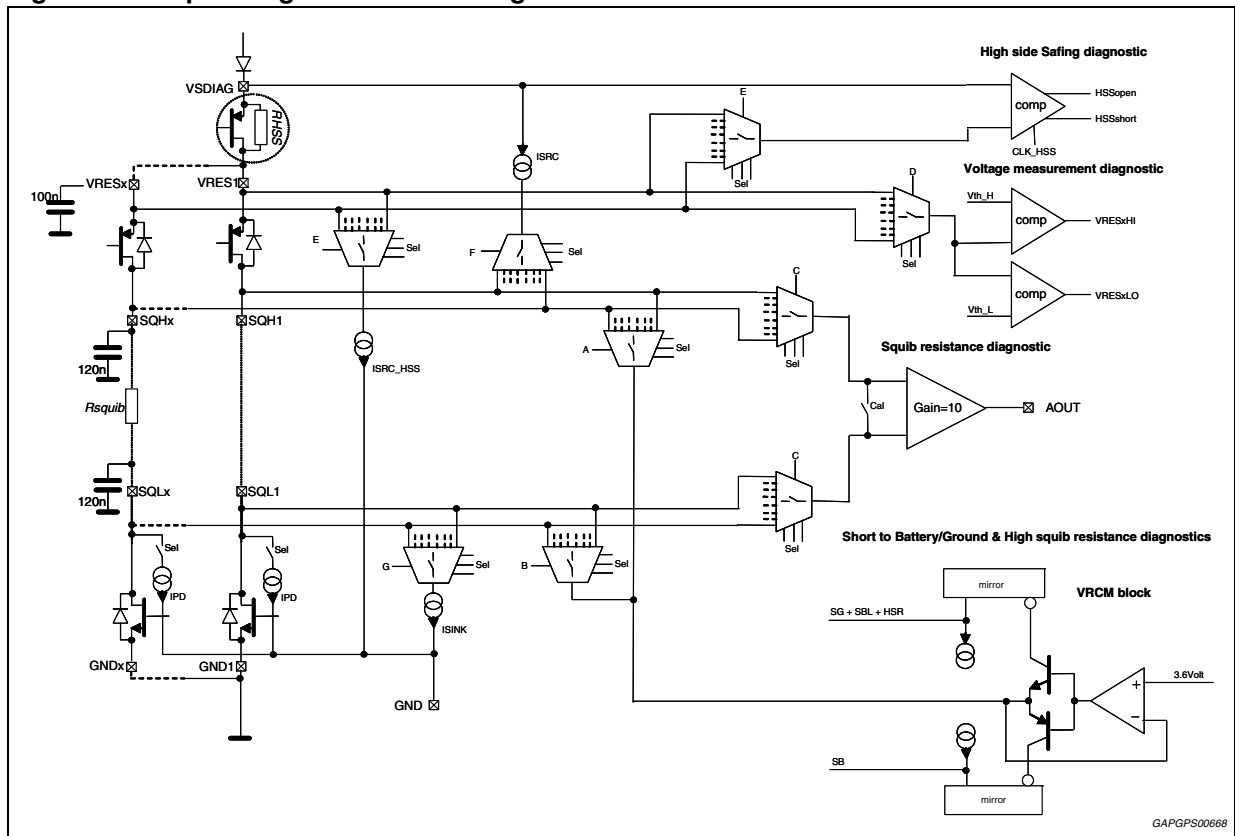 VSDIAG
RHSS
High side Safing diagnostic
E
comp
HSSopen
HSSshort
CLK_HSS
ISRC
Sel
VRESx
VRES1
100n
Voltage measurement diagnostic
D
Vth_H
comp
VRESxHI
E
Sel
F
Sel
Sel
comp
VRESxLO
Vth_L
C
SQHx
SQH1
A
Sel
Sel
ISRC_HSS
120n
Squib resistance diagnostic
Rsquib
Cal
Gain=10
AOUT
C
SQLx
SQL1
120n
Sel
Sel
Sel
G
Sel
B
Sel
IPD
IPD
ISINK
Short to Battery/Ground & High squib resistance diagnostics
mirror
VRCM block
SG + SBL + HSR
GNDx
GND1
GND
3.6Volt
+
-
SB
mirror
GAPGPS00668